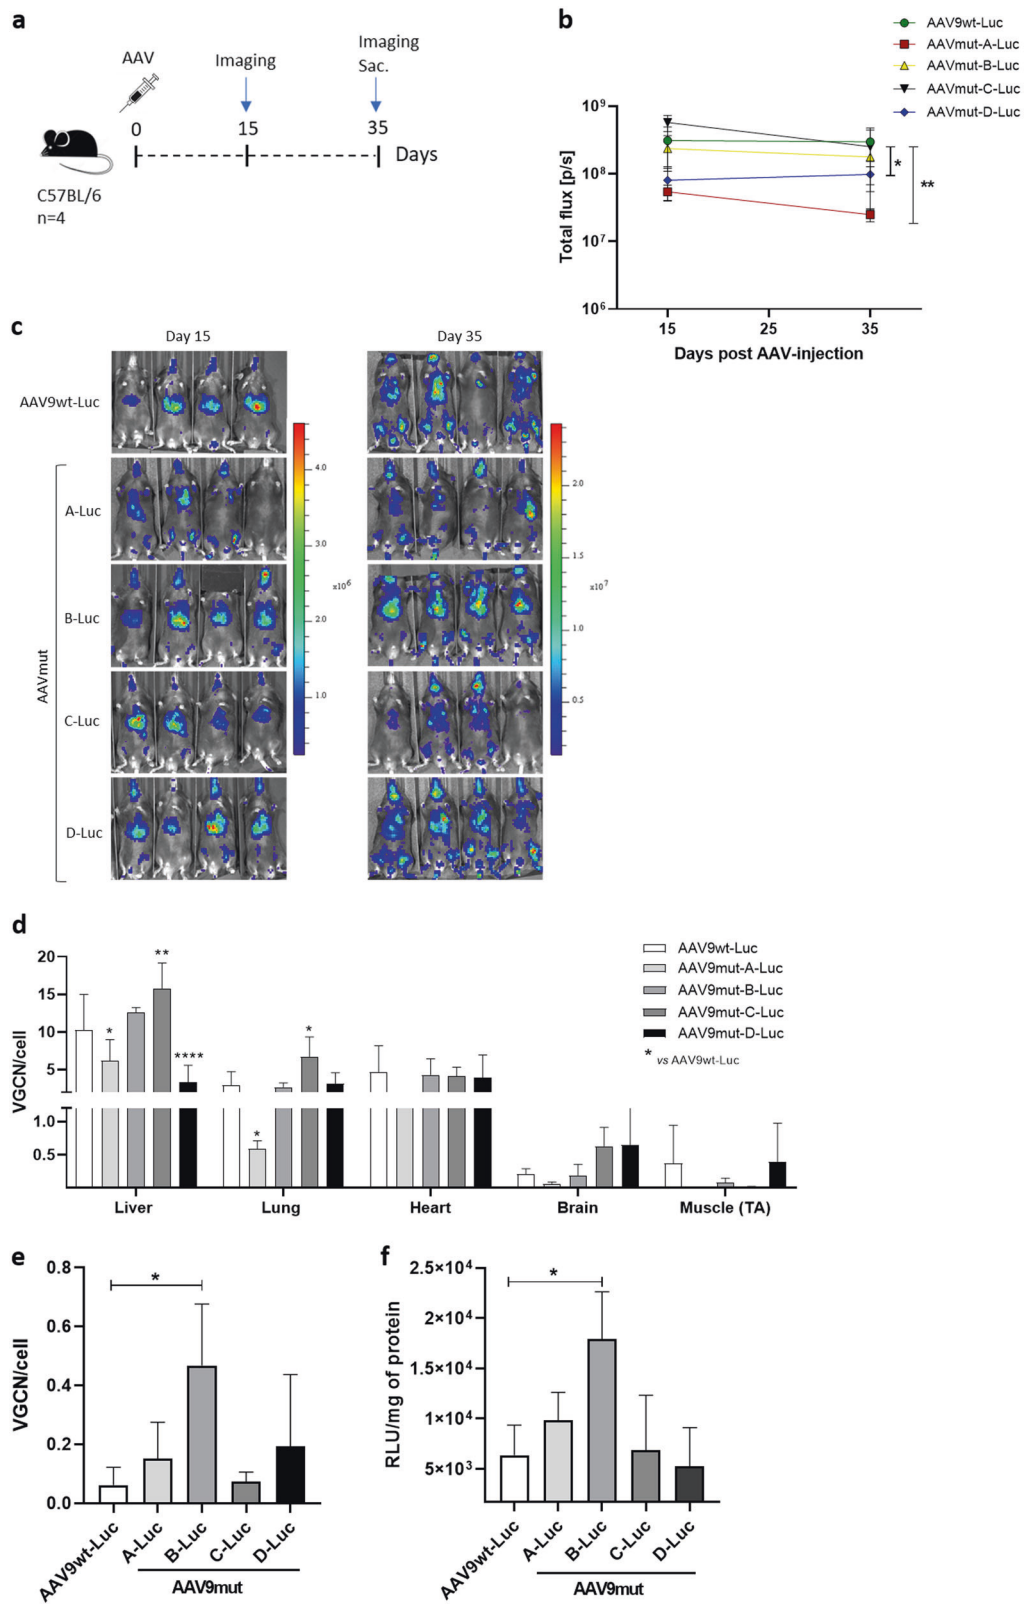 a
AAV
Imaging
Imaging
Sac.
0
15
35
Days
C57BL/6
n=4
b
AAV9wt-Luc
AAVmut-A-Luc
AAVmut-B-Luc
AAVmut-C-Luc
AAVmut-D-Luc
Total flux [p/s]
10⁹
10⁸
10⁷
10⁶
*
**
15
25
35
Days post AAV-injection
c
Day 15
Day 35
AAV9wt-Luc
AAVmut
A-Luc
B-Luc
C-Luc
D-Luc
4.0
3.0
x10⁶
2.0
1.0
2.0
1.5
x10⁷
1.0
0.5
d
AAV9wt-Luc
AAV9mut-A-Luc
AAV9mut-B-Luc
AAV9mut-C-Luc
AAV9mut-D-Luc
* vs AAV9wt-Luc
VGCN/cell
20
15
10
5
1.0
0.5
*
**
****
*
*
Liver
Lung
Heart
Brain
Muscle (TA)
e
VGCN/cell
0.8
0.6
0.4
0.2
0.0
*
AAV9wt-Luc
A-Luc
B-Luc
C-Luc
D-Luc
AAV9mut
f
RLU/mg of protein
2.5×10⁴
2×10⁴
1.5×10⁴
1×10⁴
5×10³
*
AAV9wt-Luc
A-Luc
B-Luc
C-Luc
D-Luc
AAV9mut